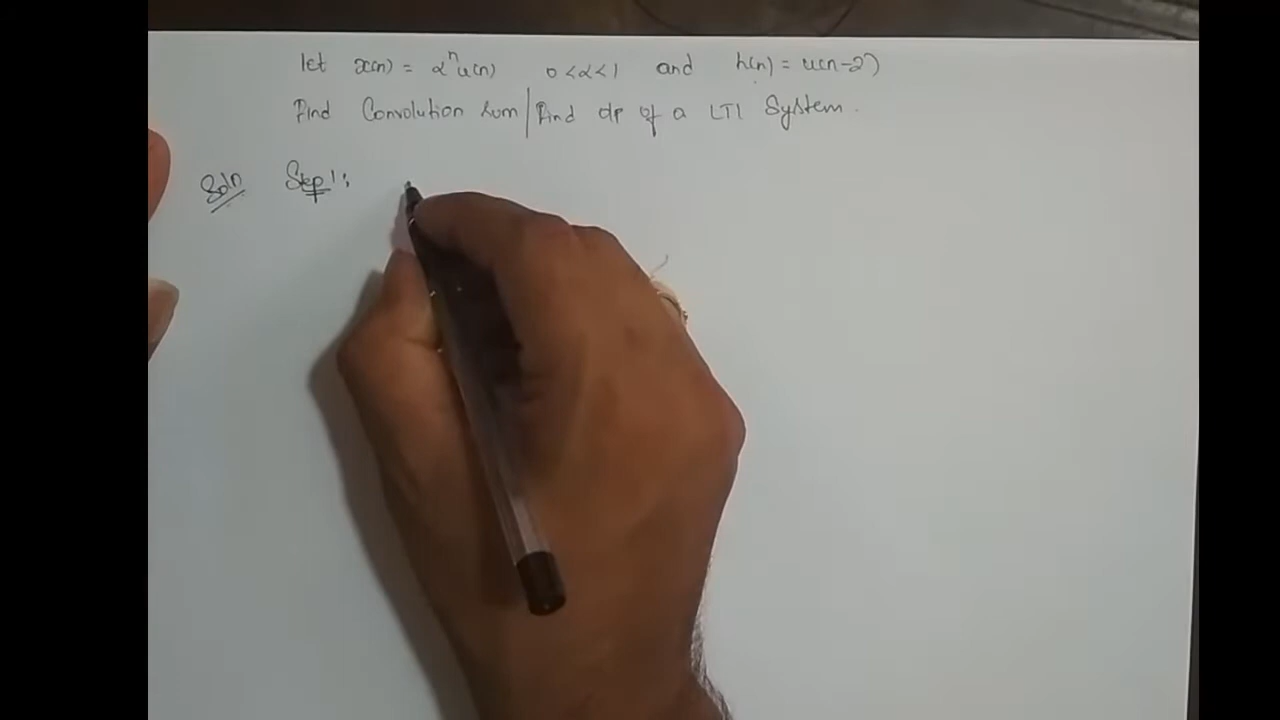 let x(n) = α^n u(n) 0<α<1 and h(n) = u(n-2)
Find Convolution sum/Find o/p of a LTI System.
Soln Step 1: